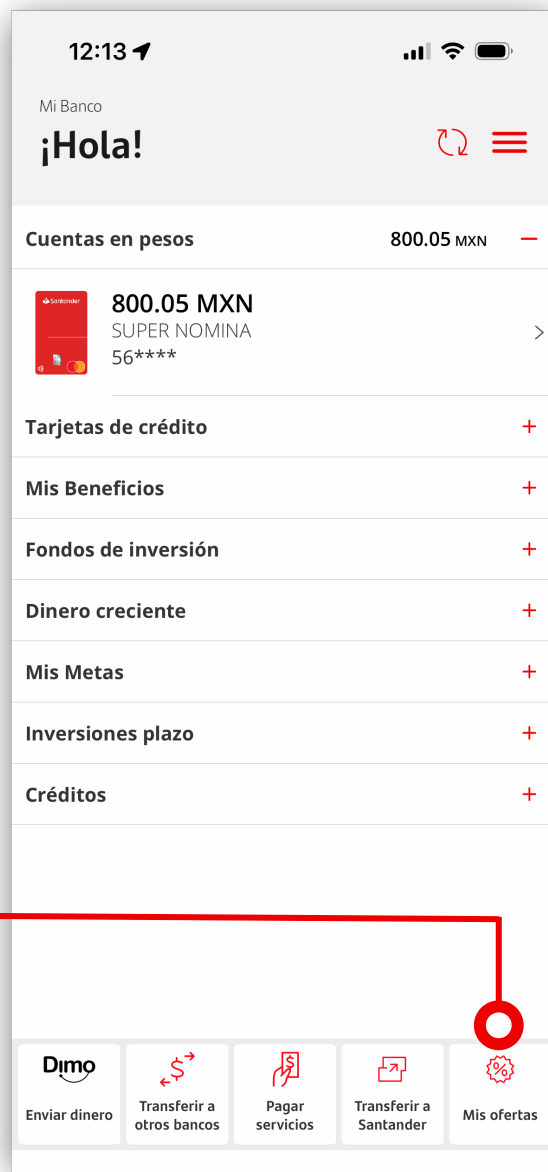 12:13
Mi Banco
¡Hola!
Cuentas en pesos 800.05 MXN
Santander
800.05 MXN
SUPER NOMINA
56****
Tarjetas de crédito
Mis Beneficios
Fondos de inversión
Dinero creciente
Mis Metas
Inversiones plazo
Créditos
Dimo
Enviar dinero
Transferir a
otros bancos
Pagar
servicios
Transferir a
Santander
Mis ofertas